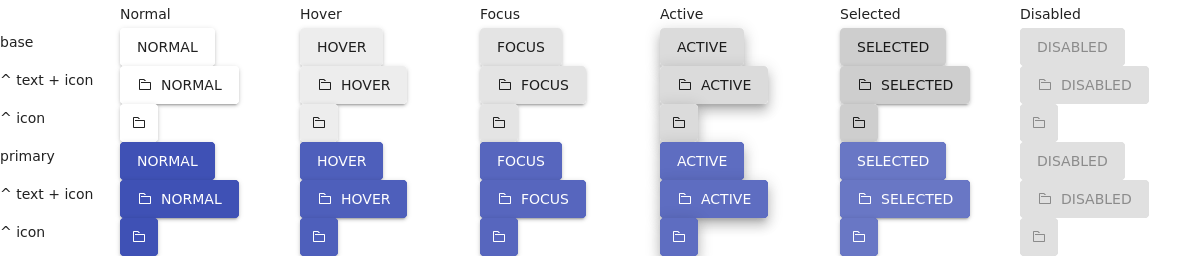 Normal Hover Focus Active Selected Disabled
base NORMAL HOVER FOCUS ACTIVE SELECTED DISABLED
^ text + icon NORMAL HOVER FOCUS ACTIVE SELECTED DISABLED
^ icon
primary NORMAL HOVER FOCUS ACTIVE SELECTED DISABLED
^ text + icon NORMAL HOVER FOCUS ACTIVE SELECTED DISABLED
^ icon